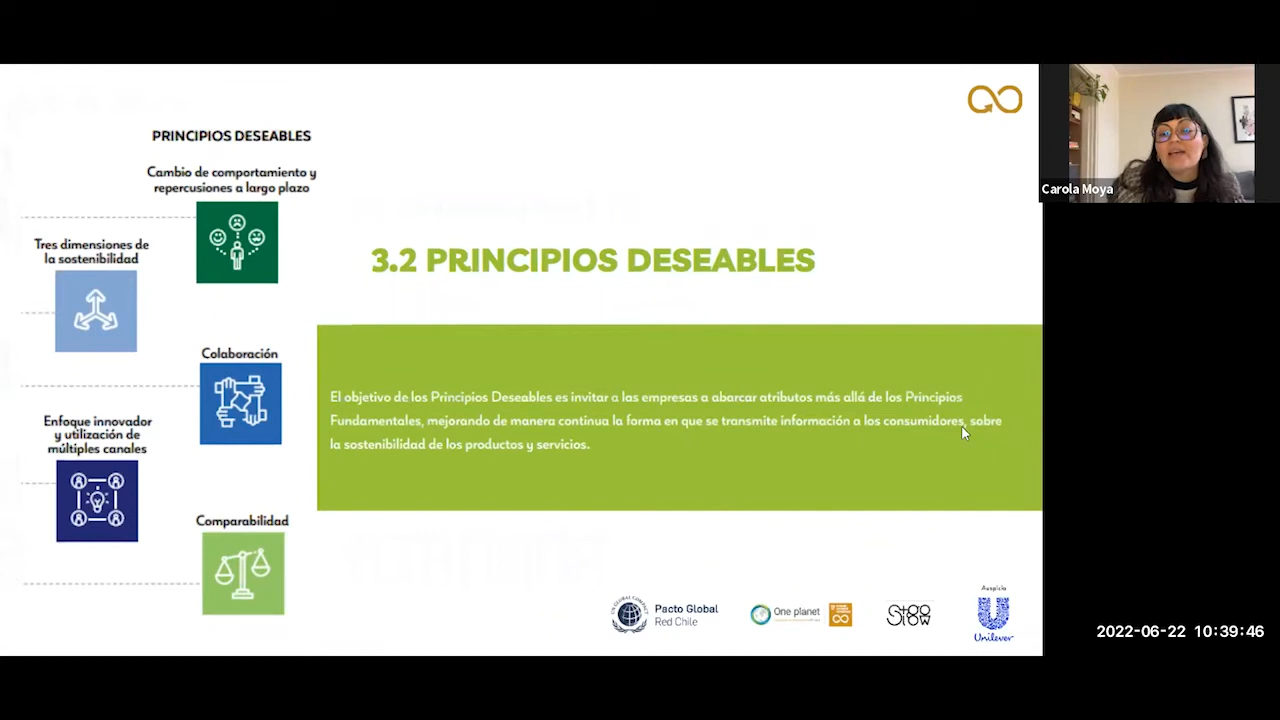 PRINCIPIOS DESEABLES
Cambio de comportamiento y
repercusiones a largo plazo
Tres dimensiones de
la sostenibilidad
Colaboración
Enfoque innovador
y utilización de
múltiples canales
Comparabilidad
3.2 PRINCIPIOS DESEABLES
El objetivo de los Principios Deseables es invitar a las empresas a abarcar atributos más allá de los Principios
Fundamentales, mejorando de manera continua la forma en que se transmite información a los consumidores, sobre
la sostenibilidad de los productos y servicios.
Pacto Global
Red Chile
One planet
Auspicia
Unilever
Carola Moya
2022-06-22 10:39:46